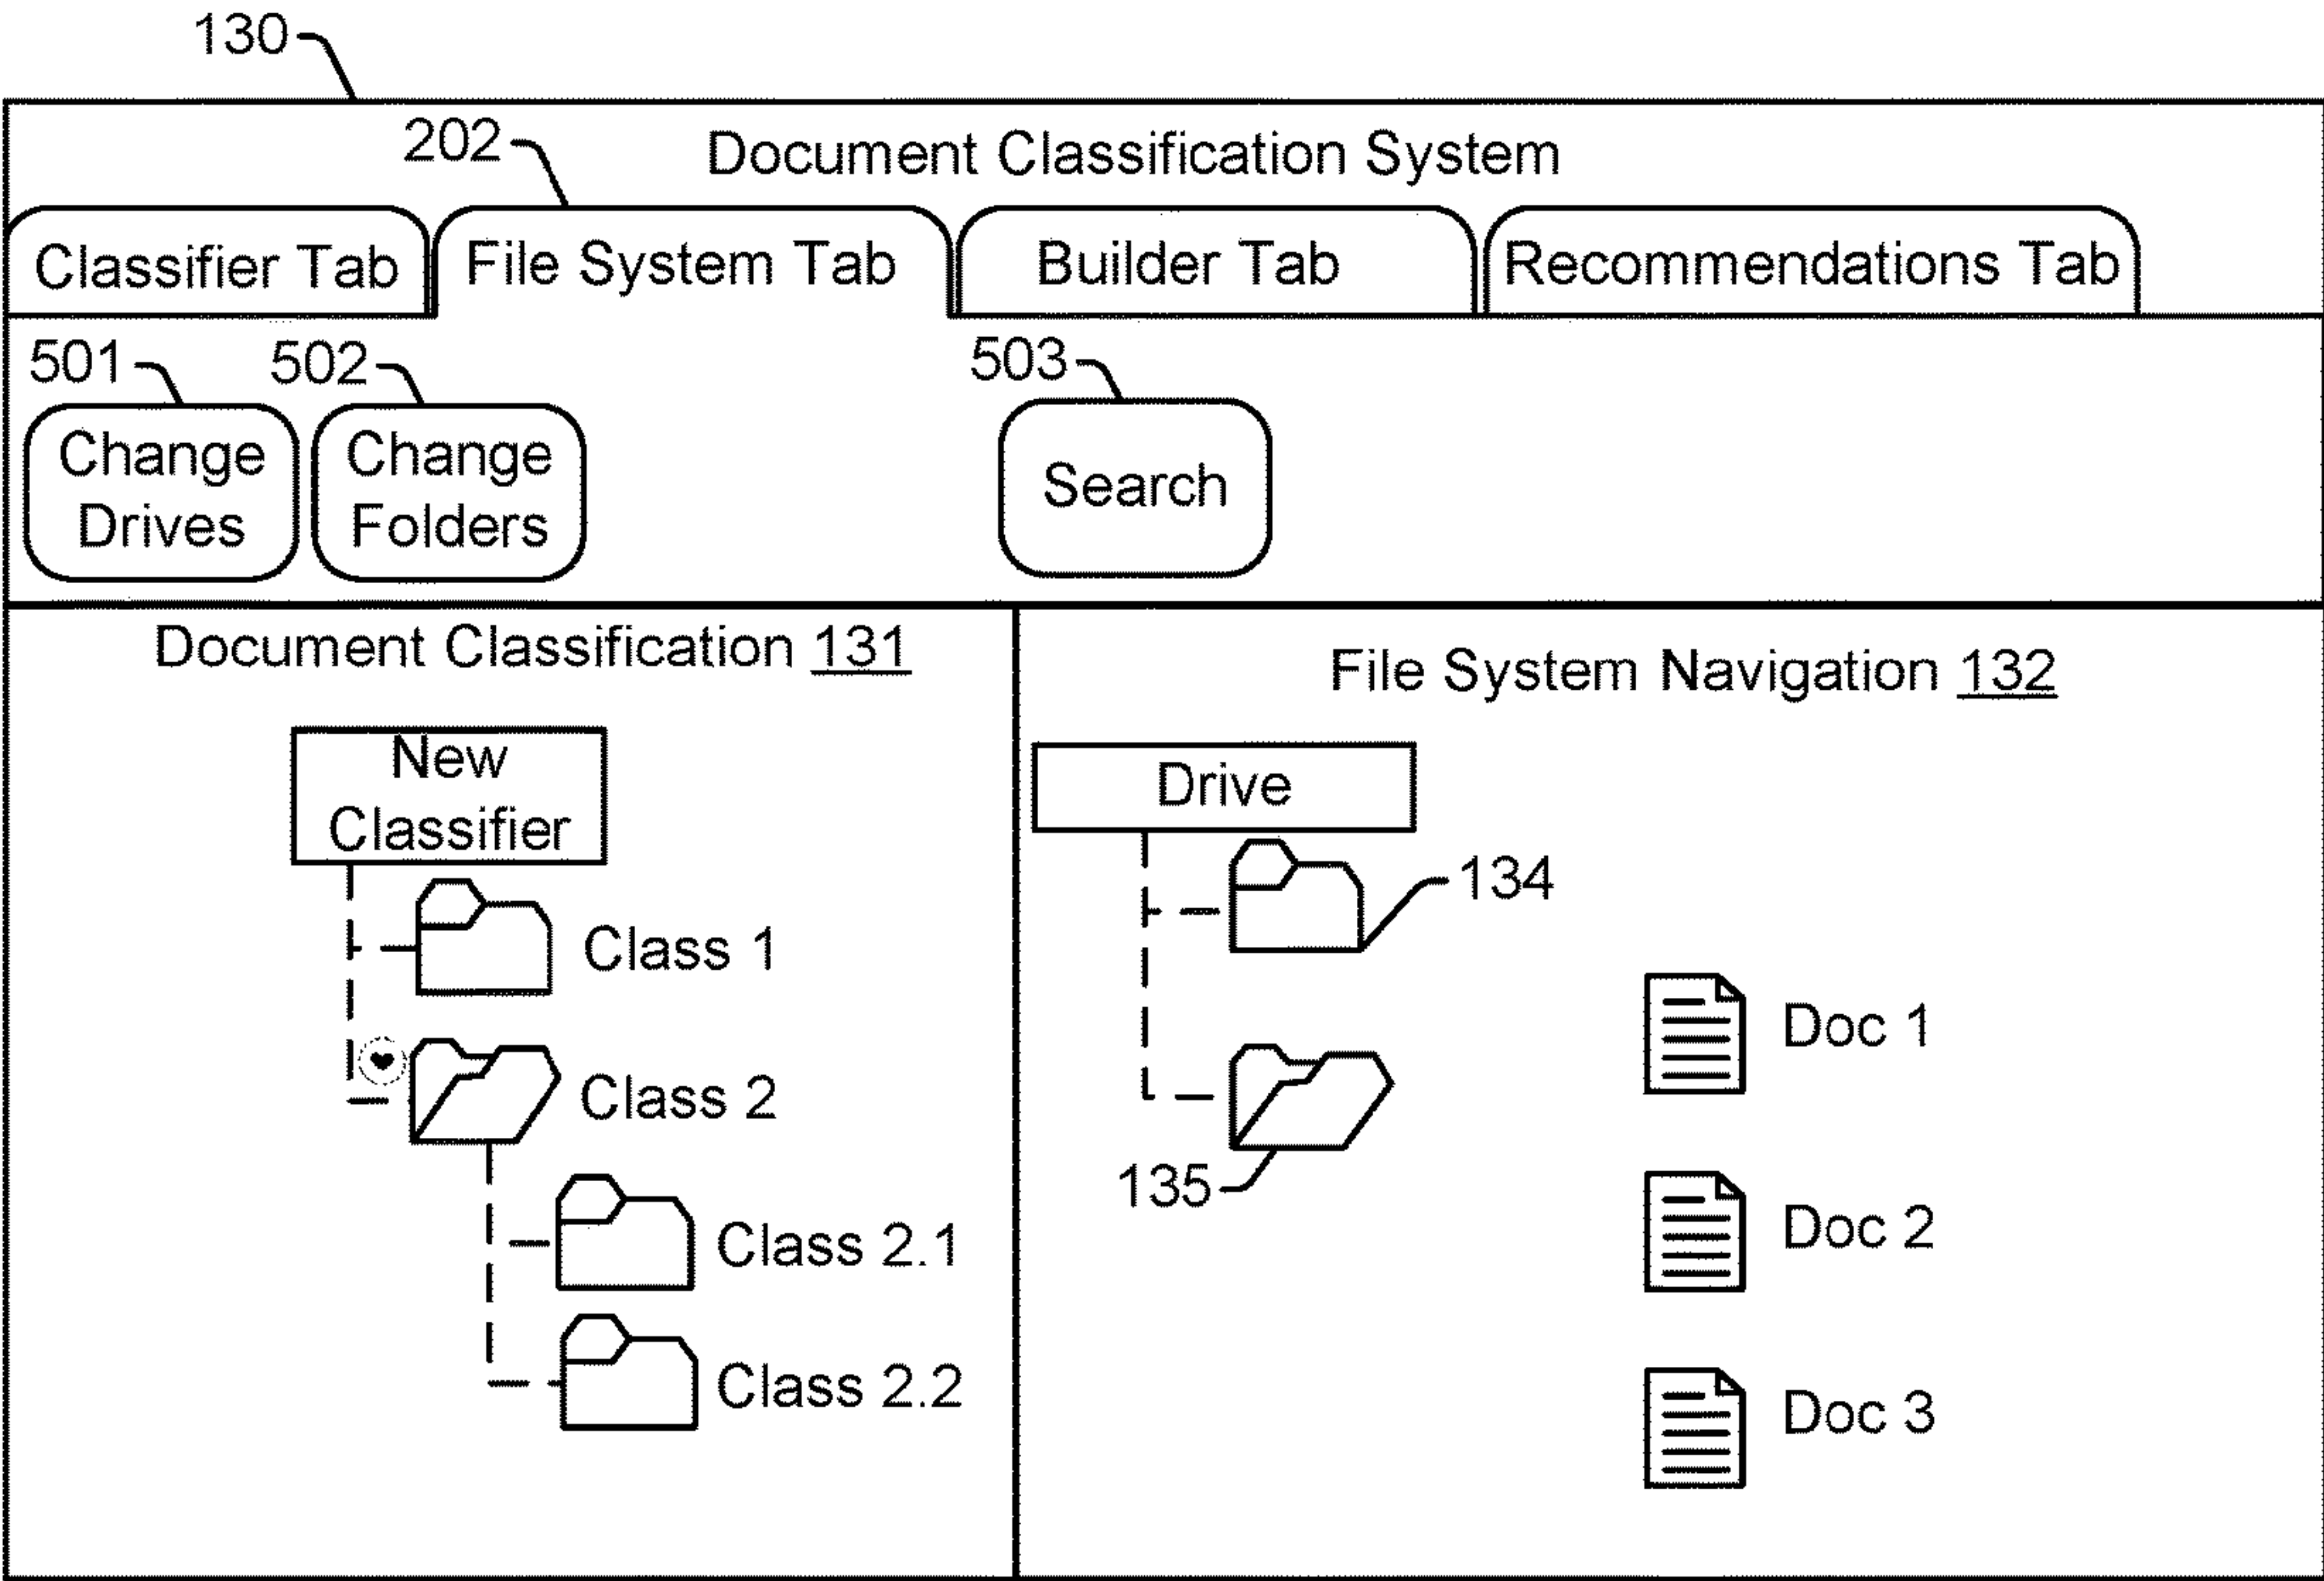 130
202
Document Classification System
Classifier Tab
File System Tab
Builder Tab
Recommendations Tab
501
502
503
Change
Drives
Change
Folders
Search
Document Classification 131
New
Classifier
Class 1
Class 2
Class 2.1
Class 2.2
File System Navigation 132
Drive
134
135
Doc 1
Doc 2
Doc 3